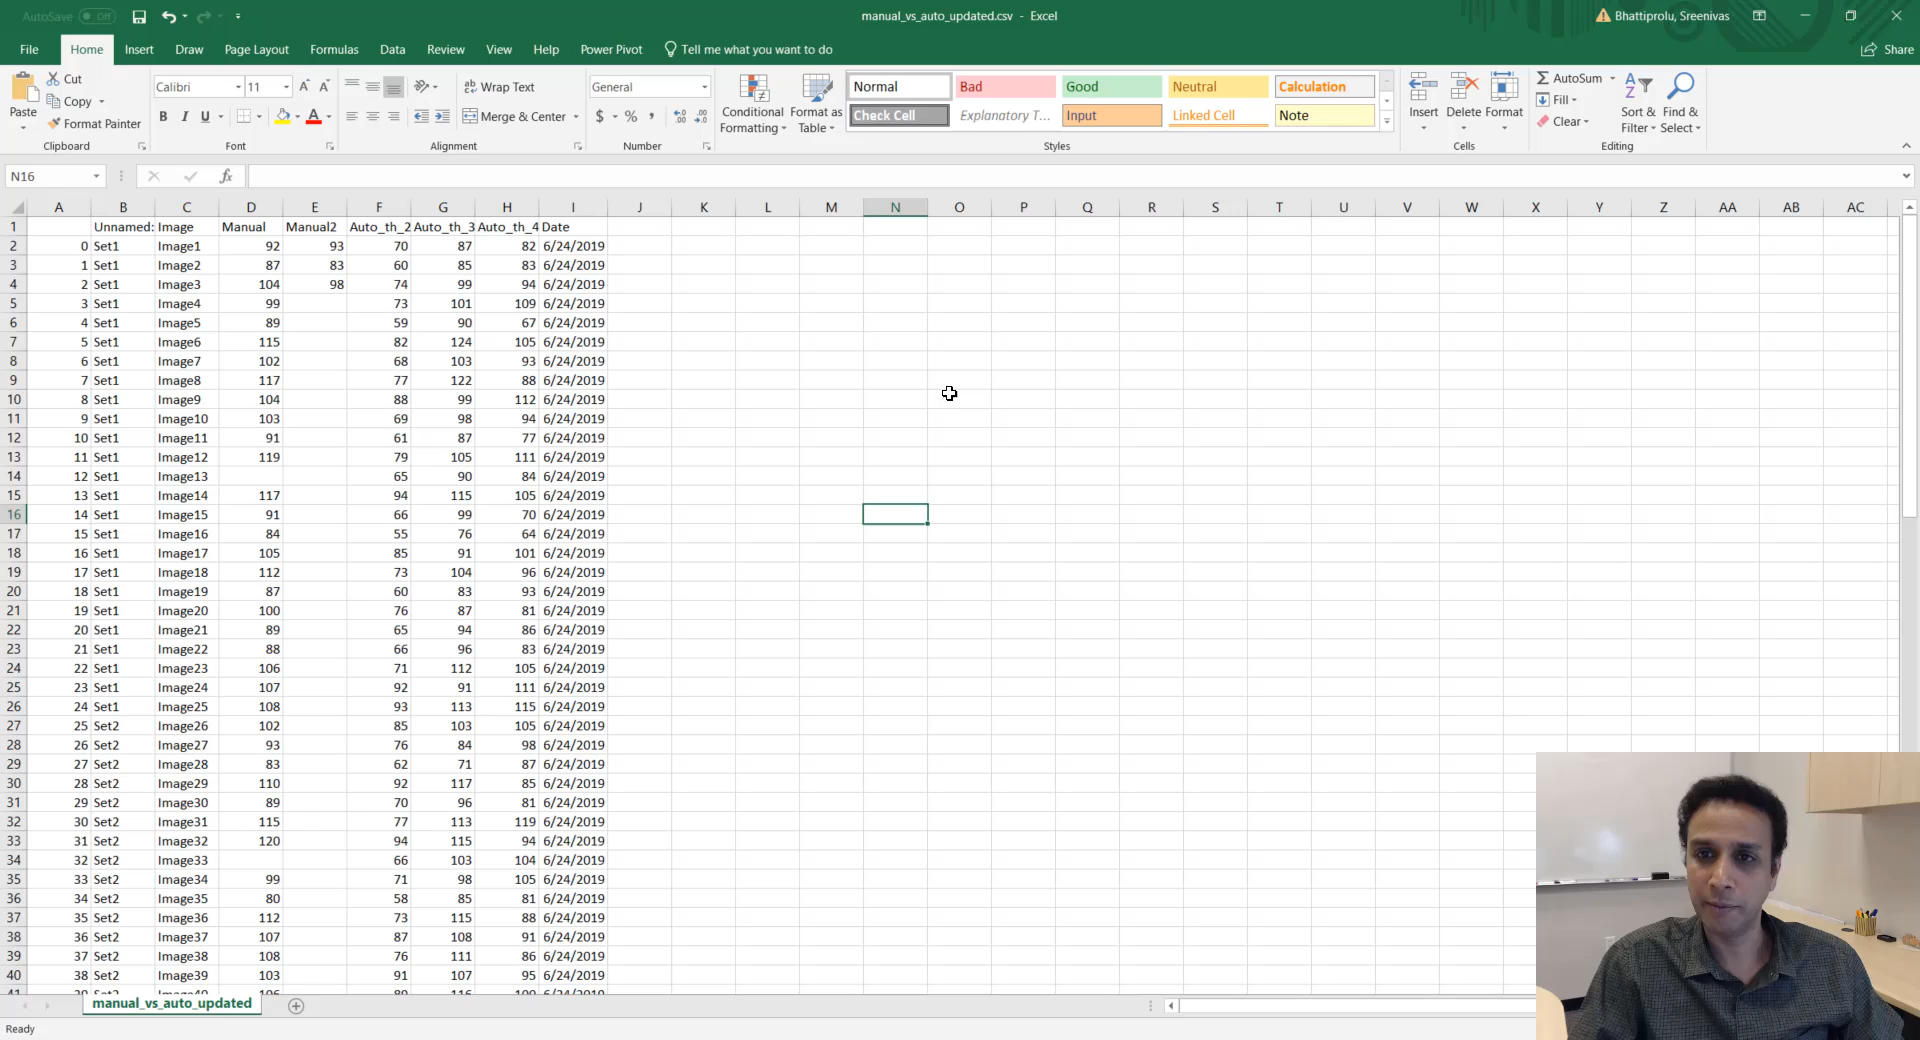 AutoSave Off manual_vs_auto_updated.csv - Excel Bhattiprolu, Sreenivas
File Home Insert Draw Page Layout Formulas Data Review View Help Power Pivot Tell me what you want to do Share
Paste Cut Copy Format Painter
Clipboard
Calibri 11
B I U
Font
Wrap Text
Merge & Center
Alignment
General
$ % ,
Number
Conditional Formatting Format as Table
Normal Bad Good Neutral Calculation
Check Cell Explanatory T... Input Linked Cell Note
Styles
Insert Delete Format
Cells
AutoSum Fill Clear Sort & Filter Find & Select
Editing
N16 fx
A B C D E F G H I J K L M N O P Q R S T U V W X Y Z AA AB AC
1 Unnamed: Image Manual Manual2 Auto_th_2 Auto_th_3 Auto_th_4 Date
2 0 Set1 Image1 92 93 70 87 82 6/24/2019
3 1 Set1 Image2 87 83 60 85 83 6/24/2019
4 2 Set1 Image3 104 98 74 99 94 6/24/2019
5 3 Set1 Image4 99 73 101 109 6/24/2019
6 4 Set1 Image5 89 59 90 67 6/24/2019
7 5 Set1 Image6 115 82 124 105 6/24/2019
8 6 Set1 Image7 102 68 103 93 6/24/2019
9 7 Set1 Image8 117 77 122 88 6/24/2019
10 8 Set1 Image9 104 88 99 112 6/24/2019
11 9 Set1 Image10 103 69 98 94 6/24/2019
12 10 Set1 Image11 91 61 87 77 6/24/2019
13 11 Set1 Image12 119 79 105 111 6/24/2019
14 12 Set1 Image13 65 90 84 6/24/2019
15 13 Set1 Image14 117 94 115 105 6/24/2019
16 14 Set1 Image15 91 66 99 70 6/24/2019
17 15 Set1 Image16 84 55 76 64 6/24/2019
18 16 Set1 Image17 105 85 91 101 6/24/2019
19 17 Set1 Image18 112 73 104 96 6/24/2019
20 18 Set1 Image19 87 60 83 93 6/24/2019
21 19 Set1 Image20 100 76 87 81 6/24/2019
22 20 Set1 Image21 89 65 94 86 6/24/2019
23 21 Set1 Image22 88 66 96 83 6/24/2019
24 22 Set1 Image23 106 71 112 105 6/24/2019
25 23 Set1 Image24 107 92 91 111 6/24/2019
26 24 Set1 Image25 108 93 113 115 6/24/2019
27 25 Set2 Image26 102 85 103 105 6/24/2019
28 26 Set2 Image27 93 76 84 98 6/24/2019
29 27 Set2 Image28 83 62 71 87 6/24/2019
30 28 Set2 Image29 110 92 117 85 6/24/2019
31 29 Set2 Image30 89 70 96 81 6/24/2019
32 30 Set2 Image31 115 77 113 119 6/24/2019
33 31 Set2 Image32 120 94 115 94 6/24/2019
34 32 Set2 Image33 66 103 104 6/24/2019
35 33 Set2 Image34 99 71 98 105 6/24/2019
36 34 Set2 Image35 80 58 85 81 6/24/2019
37 35 Set2 Image36 112 73 115 88 6/24/2019
38 36 Set2 Image37 107 87 108 91 6/24/2019
39 37 Set2 Image38 108 76 111 86 6/24/2019
40 38 Set2 Image39 103 91 107 95 6/24/2019
manual_vs_auto_updated
Ready